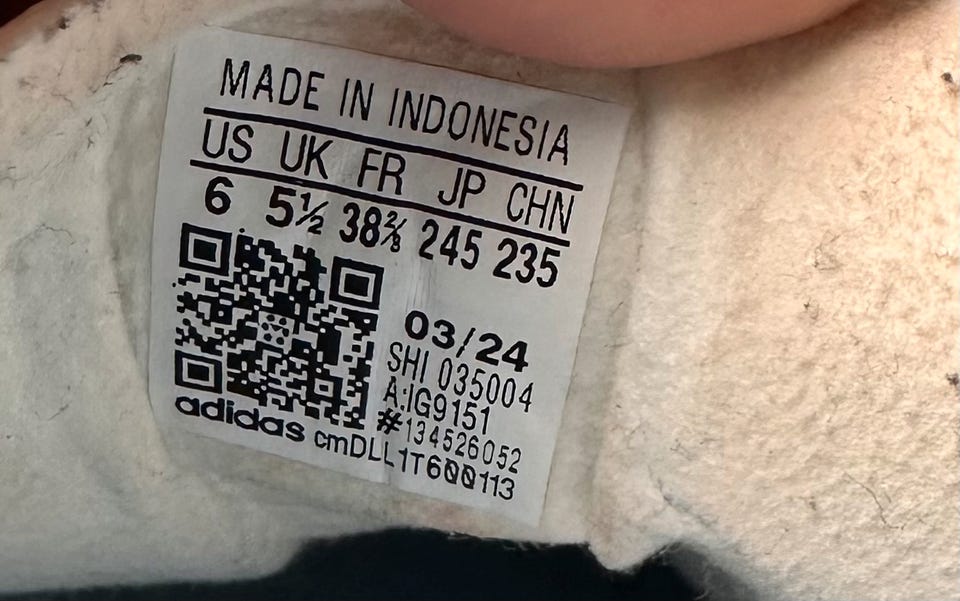 MADE IN INDONESIA
US UK FR JP CHN
6 5½ 38⅔ 245 235
03/24
SHI 035004
A:IG9151
#134526052
adidas cmDLL1T600113